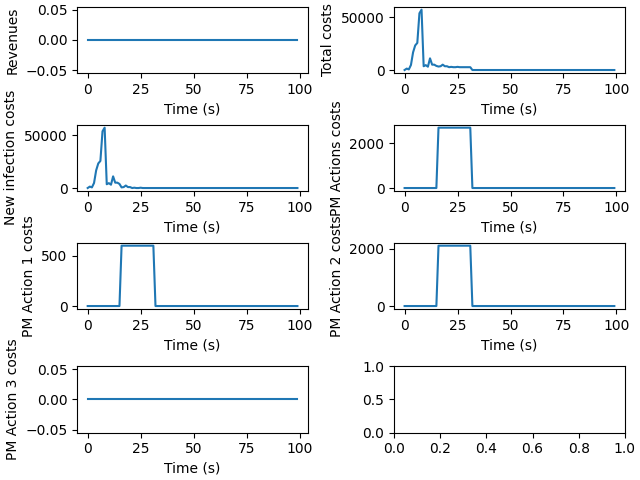 Revenues
0.05
0.00
−0.05
0 25 50 75 100
Time (s)
Total costs
50000
0
0 25 50 75 100
Time (s)
New infection costs
50000
0
0 25 50 75 100
Time (s)
PM Actions costs
2000
0
0 25 50 75 100
Time (s)
PM Action 1 costs
500
0
0 25 50 75 100
Time (s)
PM Action 2 costs
2000
0
0 25 50 75 100
Time (s)
PM Action 3 costs
0.05
0.00
−0.05
0 25 50 75 100
Time (s)
1.0
0.5
0.0
0.0 0.2 0.4 0.6 0.8 1.0